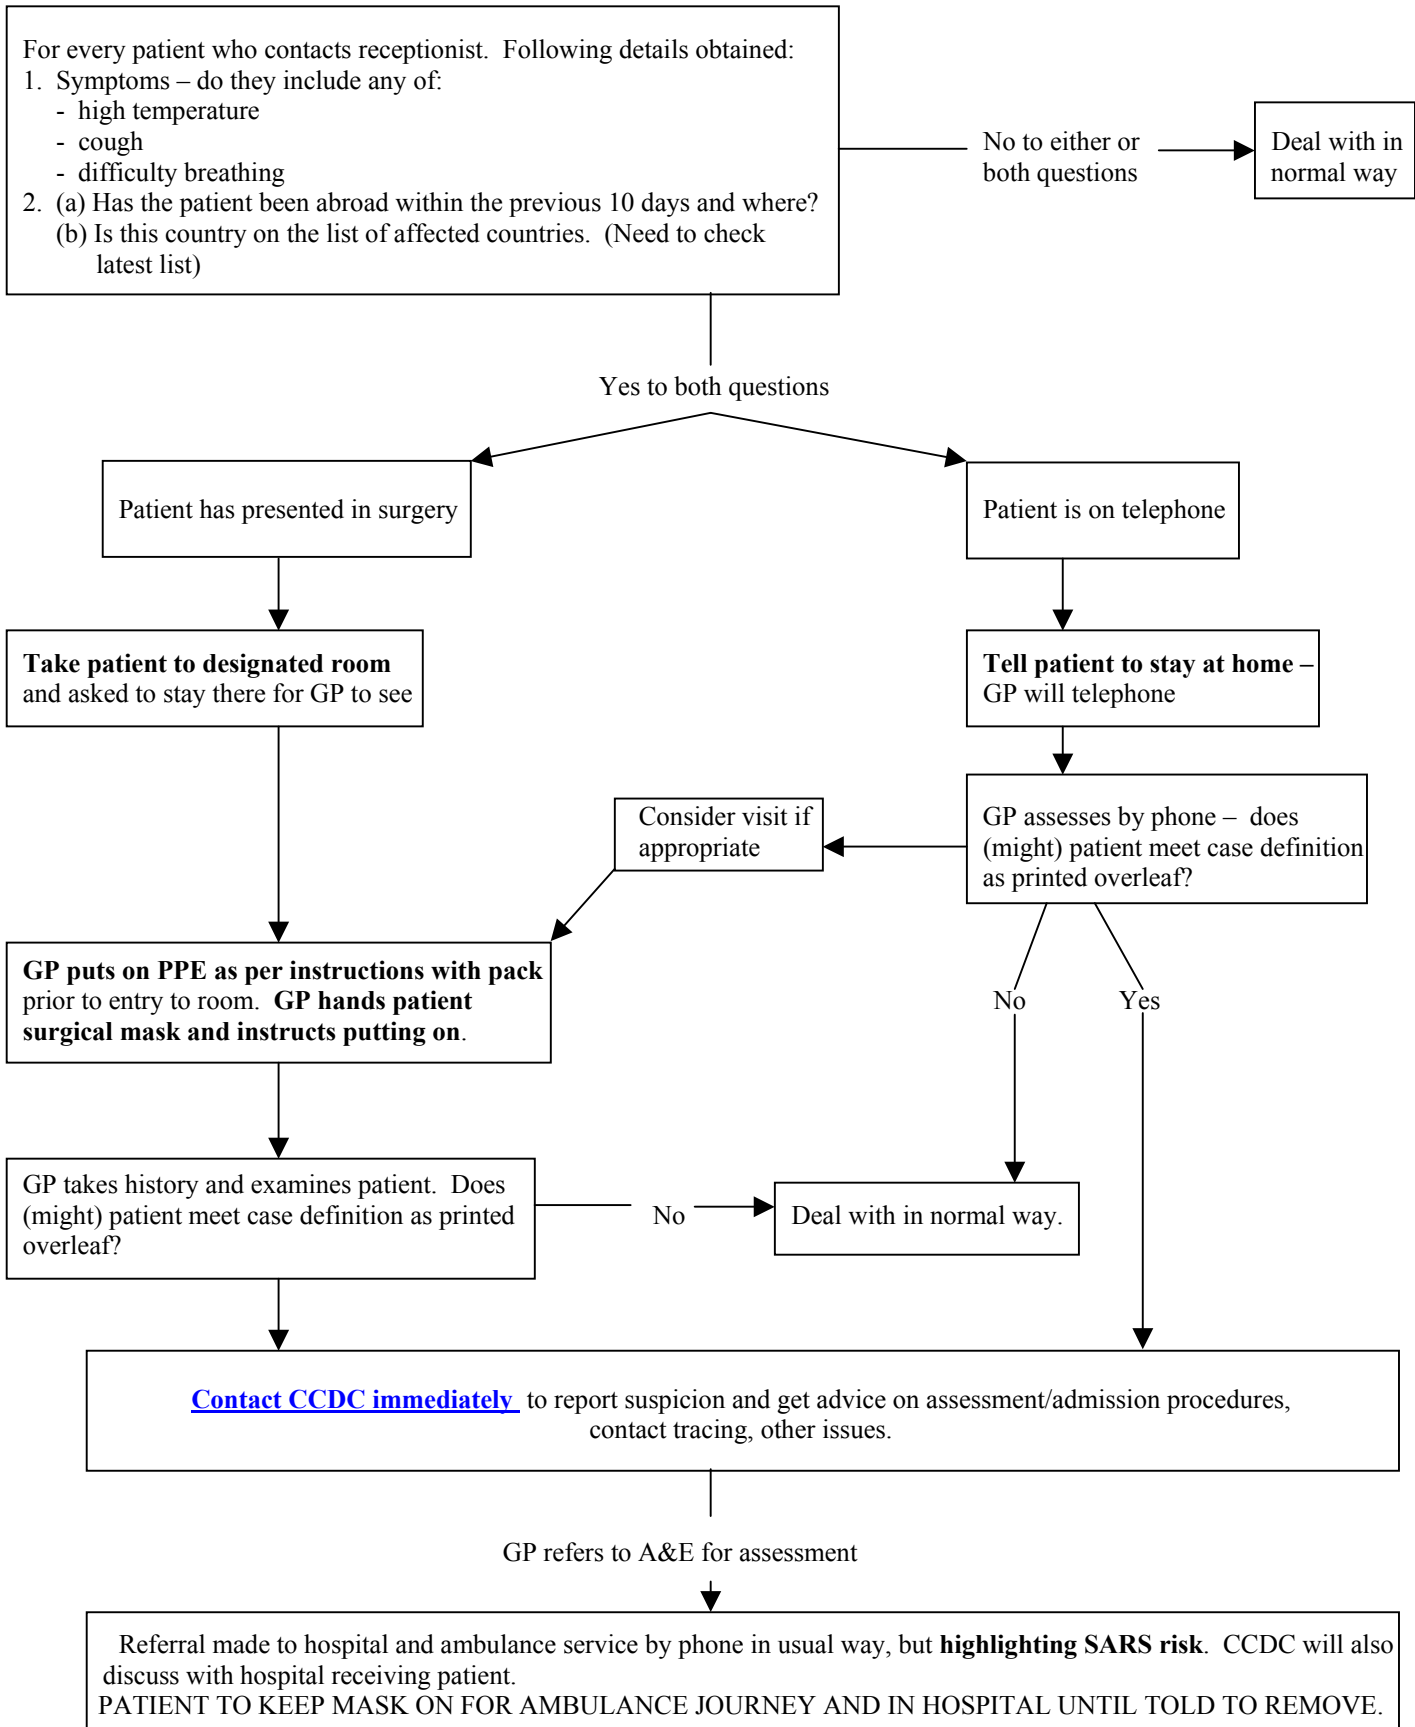 For every patient who contacts receptionist.  Following details obtained:
1.  Symptoms – do they include any of:
- high temperature
- cough
- difficulty breathing
2.  (a) Has the patient been abroad within the previous 10 days and where?
(b) Is this country on the list of affected countries.  (Need to check
latest list)
No to either or
both questions
Deal with in
normal way
Yes to both questions
Patient has presented in surgery
Patient is on telephone
Take patient to designated room
and asked to stay there for GP to see
Tell patient to stay at home –
GP will telephone
Consider visit if
appropriate
GP assesses by phone –  does
(might) patient meet case definition
as printed overleaf?
GP puts on PPE as per instructions with pack
prior to entry to room.  GP hands patient
surgical mask and instructs putting on.
No
Yes
GP takes history and examines patient.  Does
(might) patient meet case definition as printed
overleaf?
No
Deal with in normal way.
Contact CCDC immediately  to report suspicion and get advice on assessment/admission procedures,
contact tracing, other issues.
GP refers to A&E for assessment
Referral made to hospital and ambulance service by phone in usual way, but highlighting SARS risk.  CCDC will also
discuss with hospital receiving patient.
PATIENT TO KEEP MASK ON FOR AMBULANCE JOURNEY AND IN HOSPITAL UNTIL TOLD TO REMOVE.